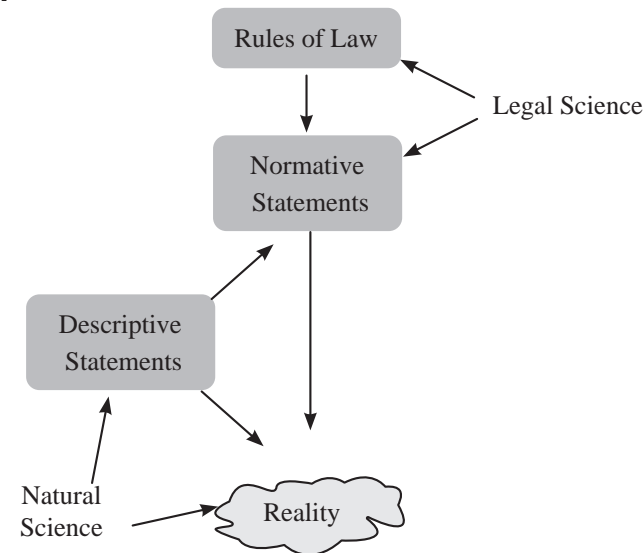 Rules of Law
Legal Science
Normative
Statements
Descriptive
Statements
Natural
Science
Reality